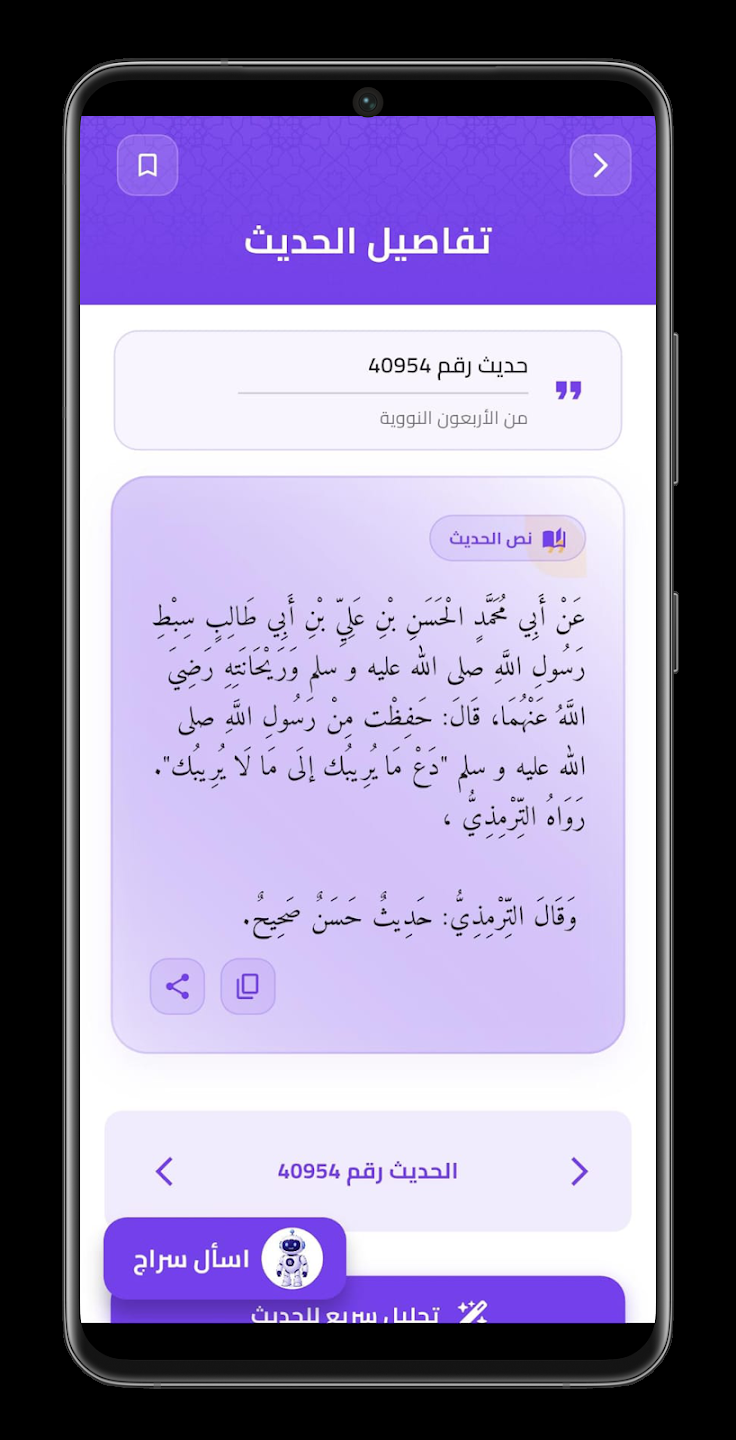 تفاصيل الحديث
حديث رقم 40954
من الأربعون النووية
نص الحديث
عَنْ أَبِي مُحَمَّدٍ الْحَسَنِ بْنِ عَلِيِّ بْنِ أَبِي طَالِبٍ سِبْطِ
رَسُولِ اللَّهِ صلى الله عليه و سلم وَرَيْحَانَتِهِ رَضِيَ
اللَّهُ عَنْهُمَا، قَالَ: حَفِظْت مِنْ رَسُولِ اللَّهِ صلى
الله عليه و سلم "دَعْ مَا يُرِيبُك إلَى مَا لَا يُرِيبُك".
رَوَاهُ التِّرْمِذِيُّ ،
وَقَالَ التِّرْمِذِيُّ: حَدِيثٌ حَسَنٌ صَحِيحٌ.
الحديث رقم 40954
اسأل سراج
تحليل سريع للحديث